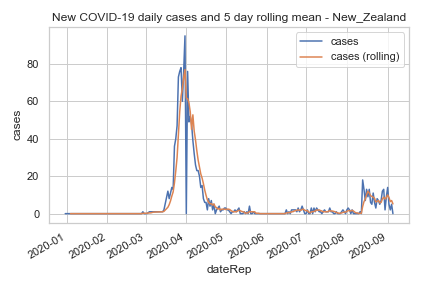 New COVID-19 daily cases and 5 day rolling mean - New_Zealand
cases
cases (rolling)
80
60
40
20
0
cases
2020-01
2020-02
2020-03
2020-04
2020-05
2020-06
2020-07
2020-08
2020-09
dateRep